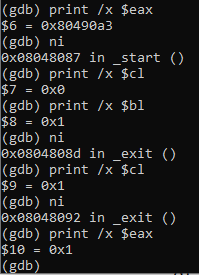 (gdb) print /x $eax
$6 = 0x80490a3
(gdb) ni
0x08048087 in _start ()
(gdb) print /x $cl
$7 = 0x0
(gdb) print /x $bl
$8 = 0x1
(gdb) ni
0x0804808d in _exit ()
(gdb) print /x $cl
$9 = 0x1
(gdb) ni
0x08048092 in _exit ()
(gdb) print /x $eax
$10 = 0x1
(gdb)